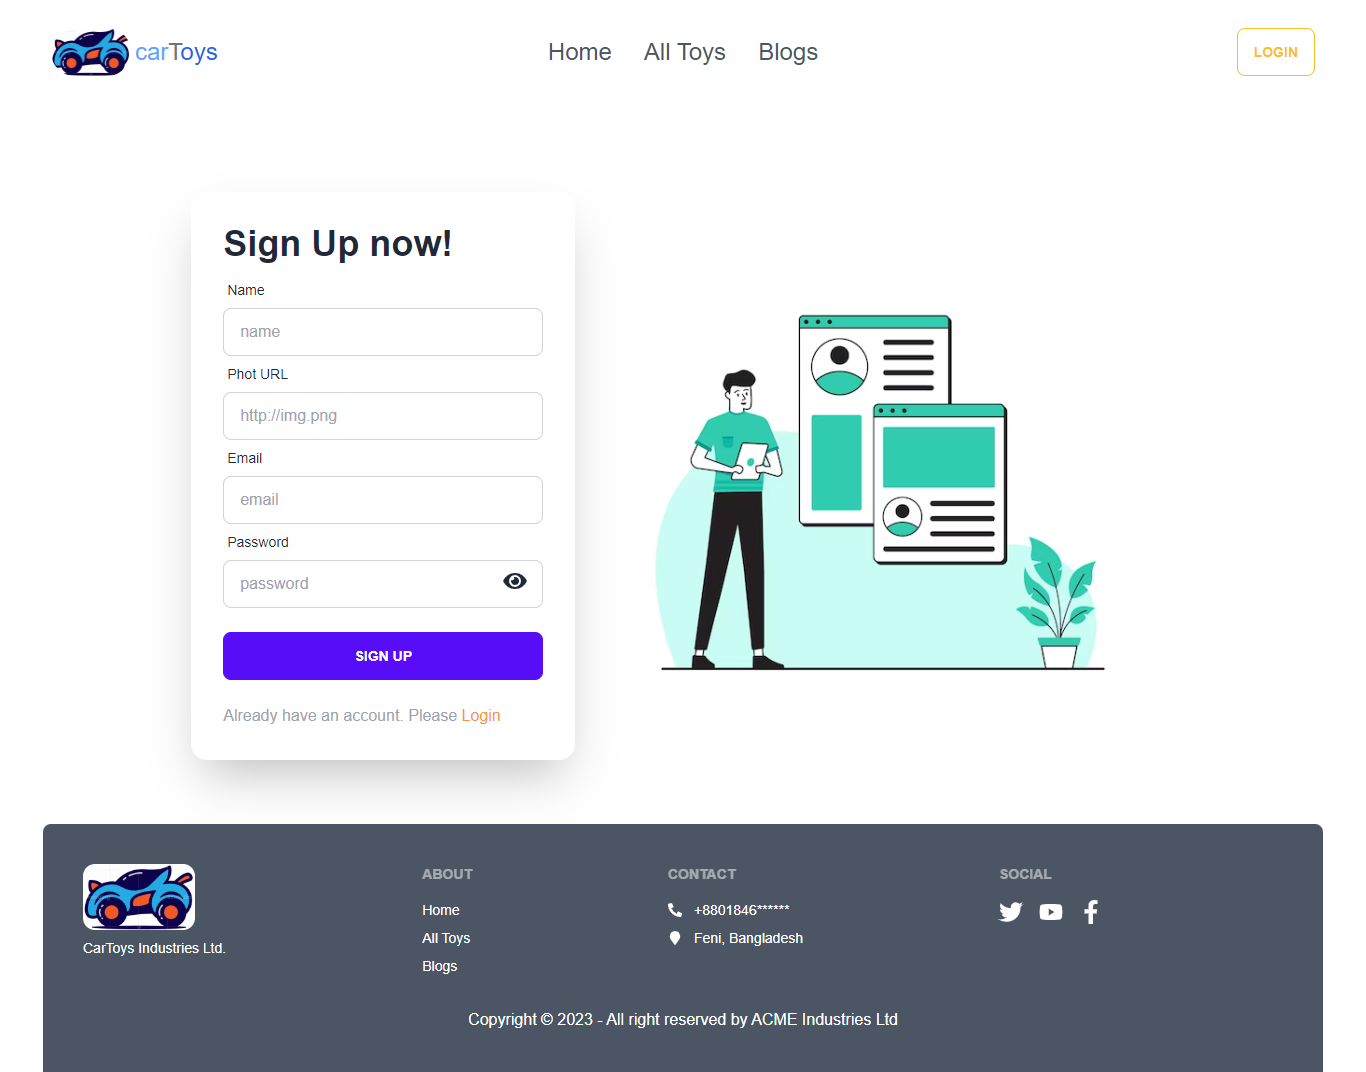 carToys
Home
All Toys
Blogs
LOGIN
Sign Up now!
Name
name
Phot URL
http://img.png
Email
email
Password
password
SIGN UP
Already have an account. Please Login
CarToys Industries Ltd.
ABOUT
Home
All Toys
Blogs
CONTACT
+8801846******
Feni, Bangladesh
SOCIAL
Copyright © 2023 - All right reserved by ACME Industries Ltd